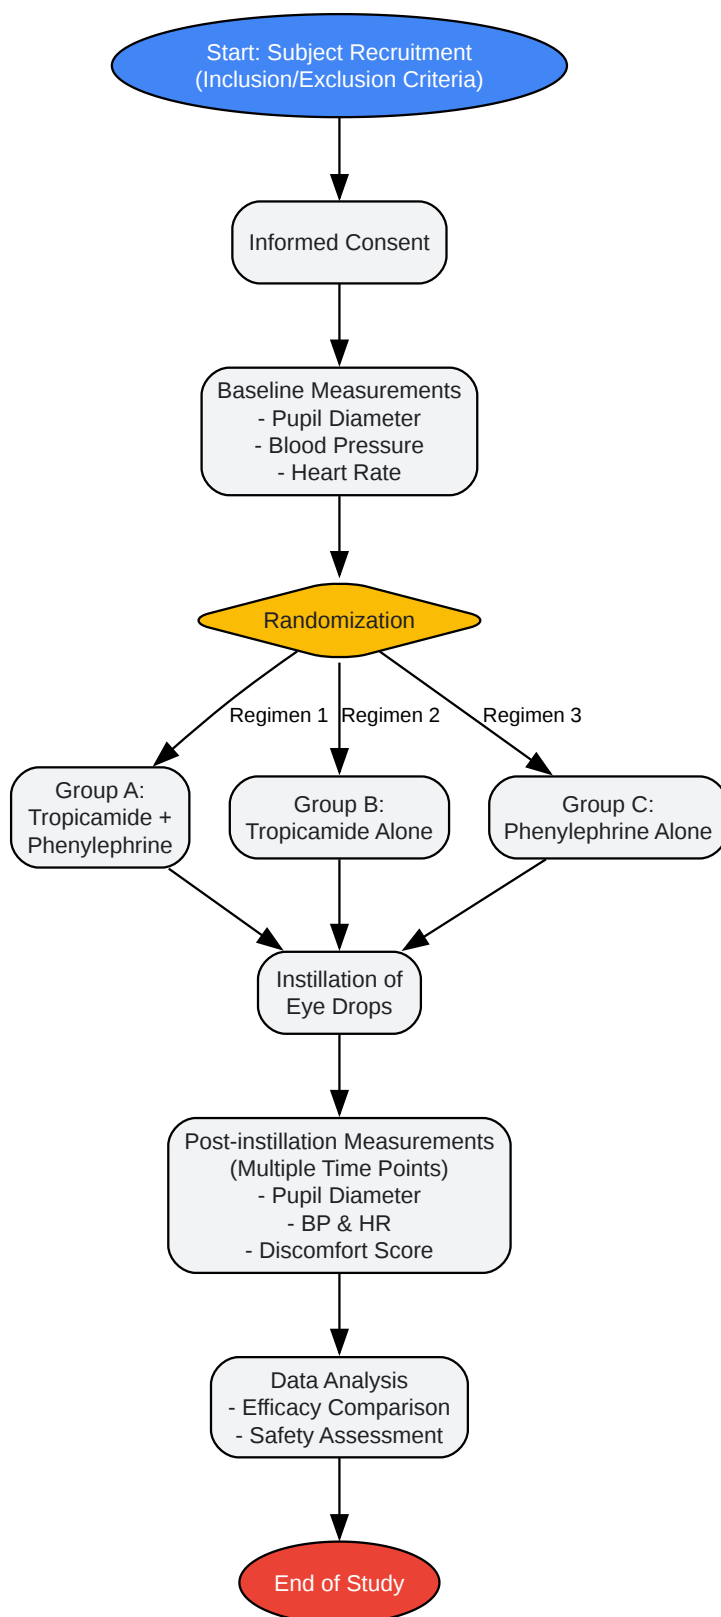 Start: Subject Recruitment
(Inclusion/Exclusion Criteria)
Informed Consent
Baseline Measurements
- Pupil Diameter
- Blood Pressure
- Heart Rate
Randomization
Regimen 1
Regimen 2
Regimen 3
Group A:
Tropicamide +
Phenylephrine
Group B:
Tropicamide Alone
Group C:
Phenylephrine Alone
Instillation of
Eye Drops
Post-instillation Measurements
(Multiple Time Points)
- Pupil Diameter
- BP & HR
- Discomfort Score
Data Analysis
- Efficacy Comparison
- Safety Assessment
End of Study